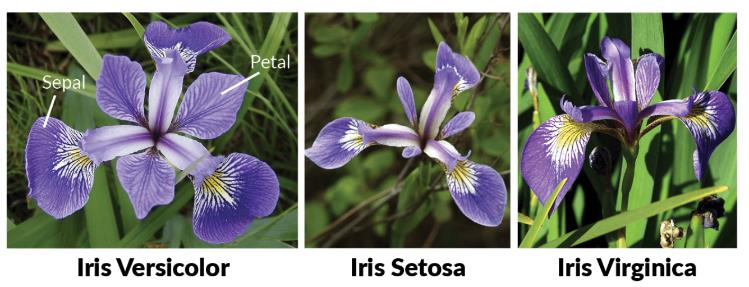 Sepal
Petal
Iris Versicolor
Iris Setosa
Iris Virginica